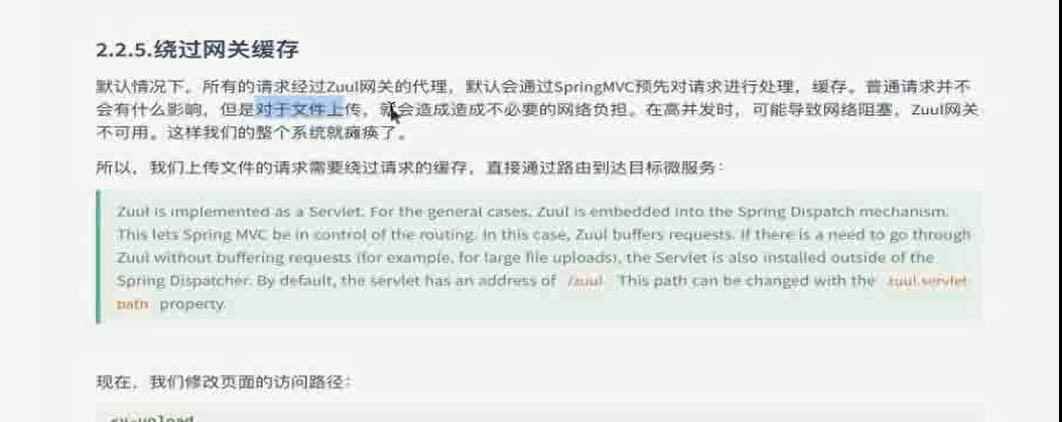 2.2.5.绕过网关缓存
默认情况下，所有的请求经过Zuul网关的代理，默认会通过SpringMVC预先对请求进行处理，缓存。普通请求并不
会有什么影响，但是对于文件上传，就会造成造成不必要的网络负担。在高并发时，可能导致网络阻塞，Zuul网关
不可用。这样我们的整个系统就瘫痪了。
所以，我们上传文件的请求需要绕过请求的缓存，直接通过路由到达目标微服务：
Zuul is implemented as a Servlet. For the general cases, Zuul is embedded into the Spring Dispatch mechanism.
This lets Spring MVC be in control of the routing. In this case, Zuul buffers requests. If there is a need to go through
Zuul without buffering requests (for example, for large file uploads), the Servlet is also installed outside of the
Spring Dispatcher. By default, the servlet has an address of /zuul. This path can be changed with the zuul.servlet
path property.
现在，我们修改页面的访问路径：